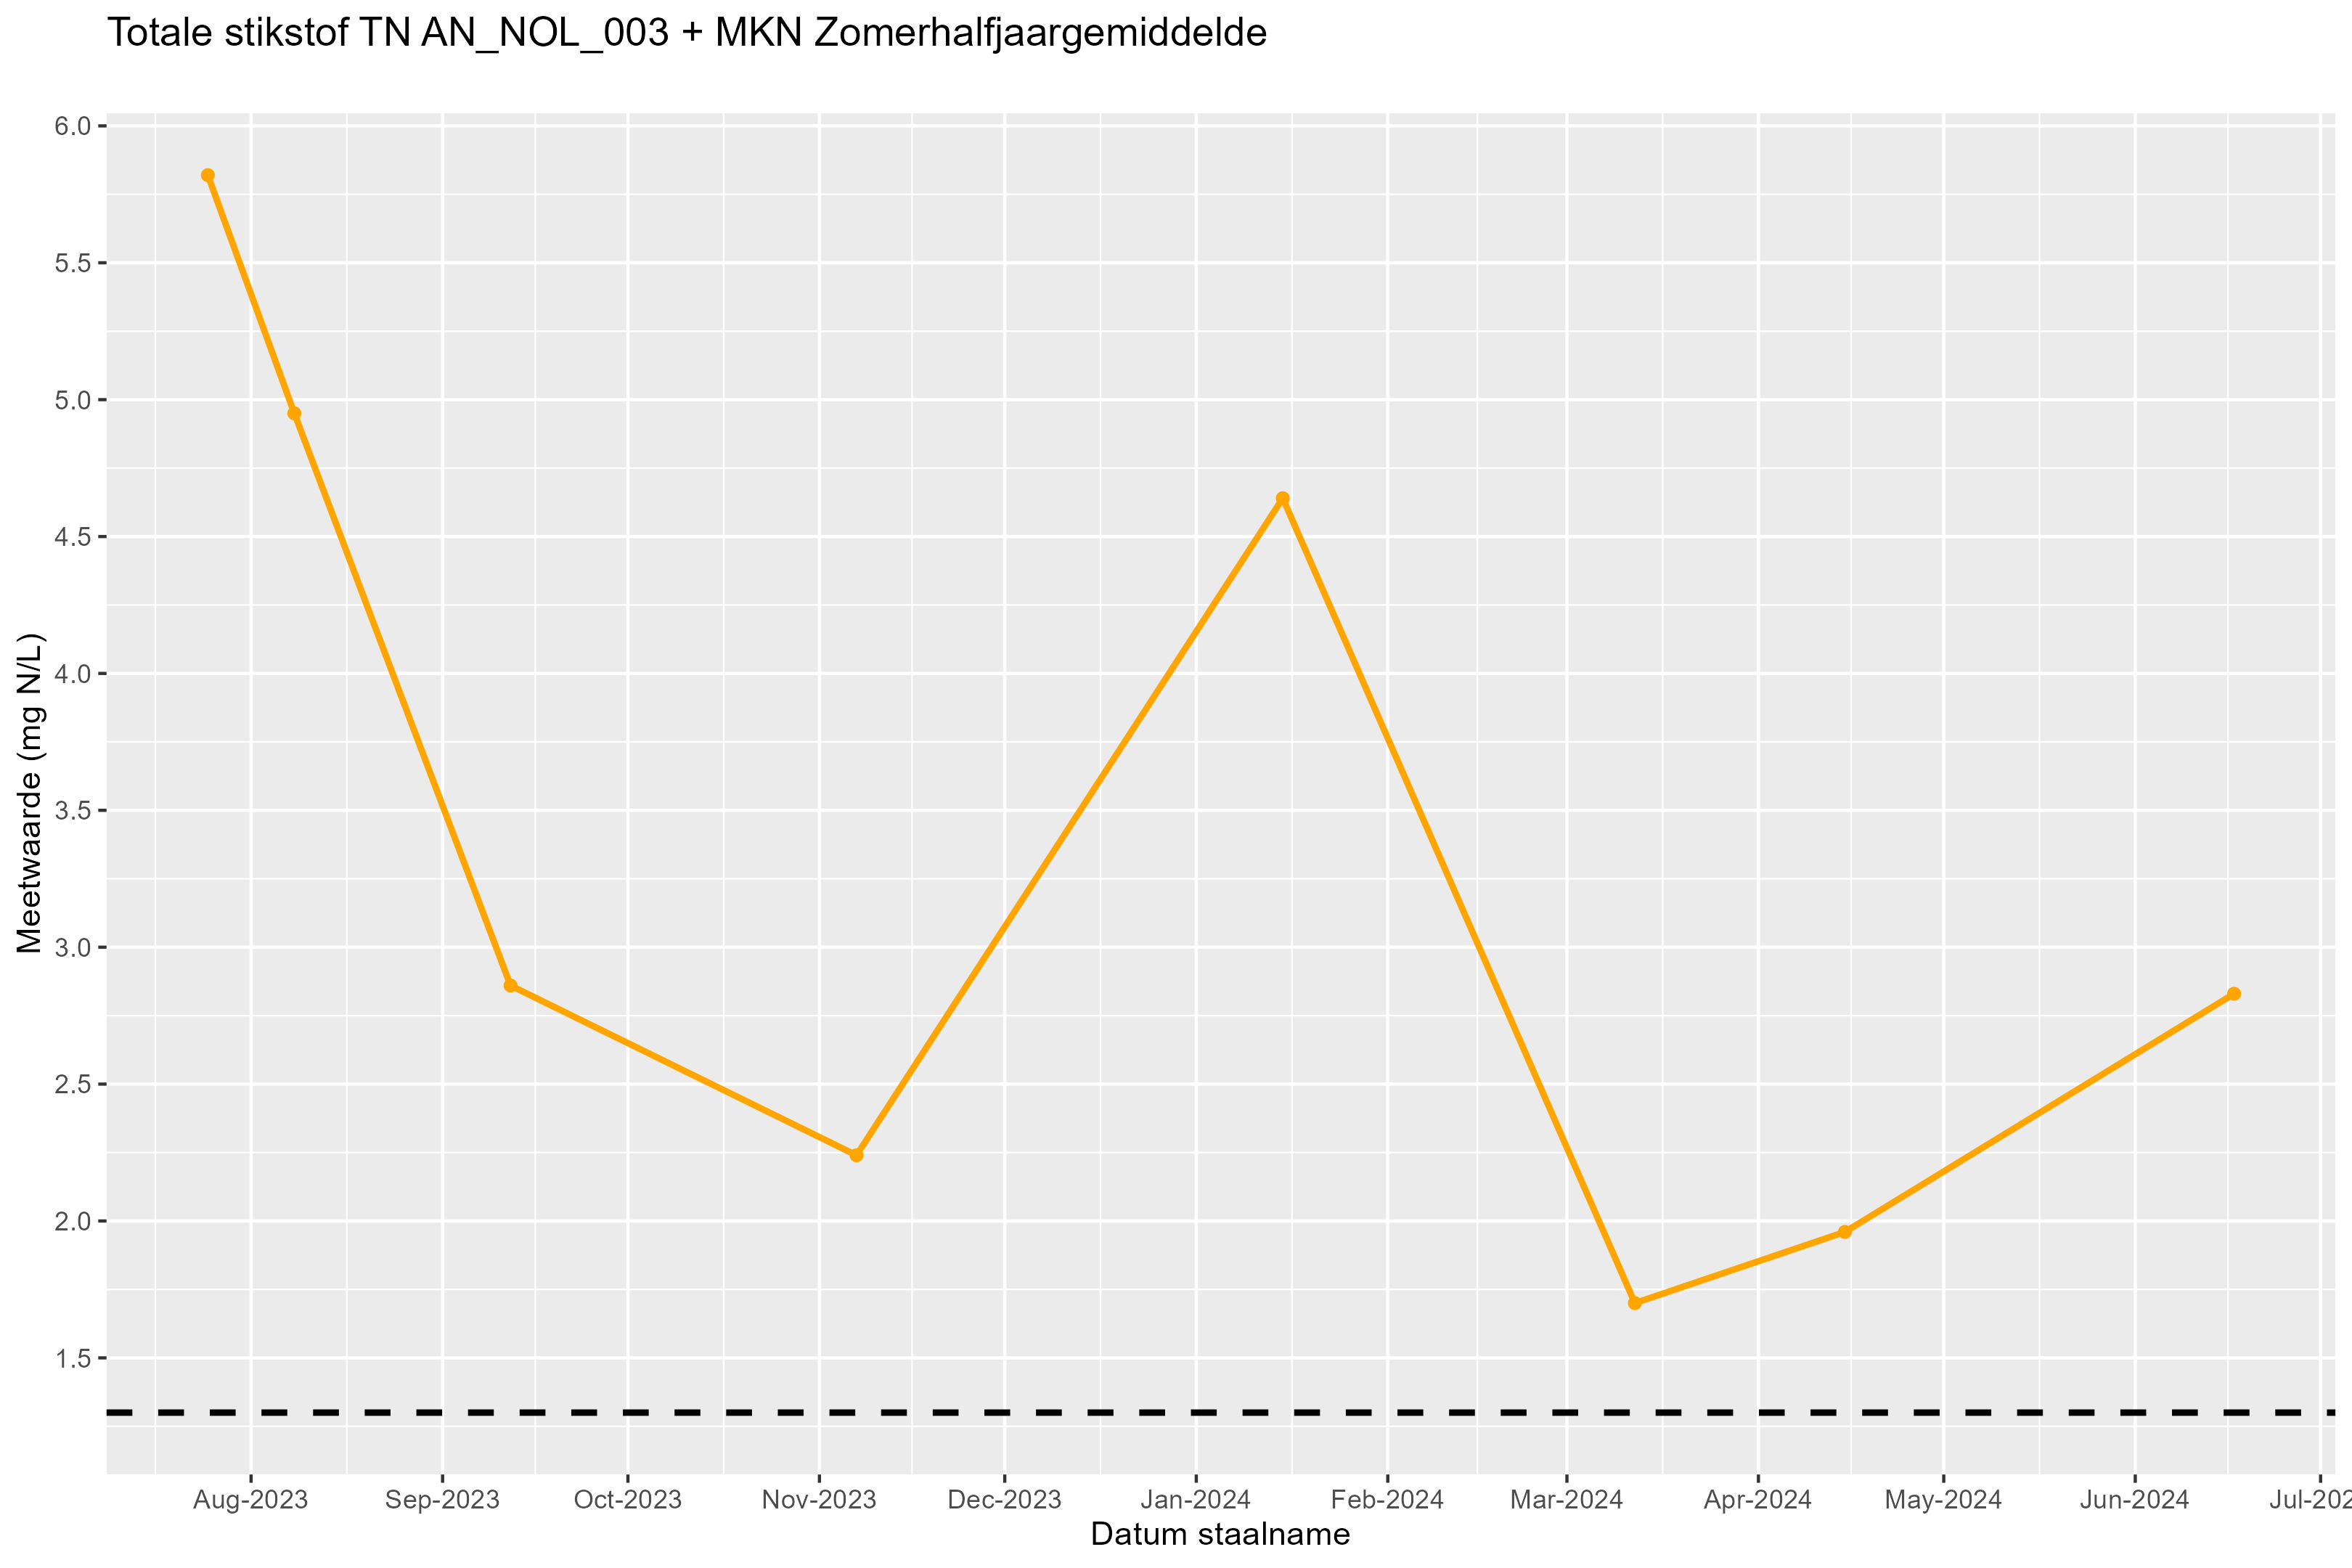 Totale stikstof TN AN_NOL_003 + MKN Zomerhalfjaargemiddelde
Meetwaarde (mg N/L)
6.0
5.5
5.0
4.5
4.0
3.5
3.0
2.5
2.0
1.5
Aug-2023 Sep-2023 Oct-2023 Nov-2023 Dec-2023 Jan-2024 Feb-2024 Mar-2024 Apr-2024 May-2024 Jun-2024 Jul-202
Datum staalname